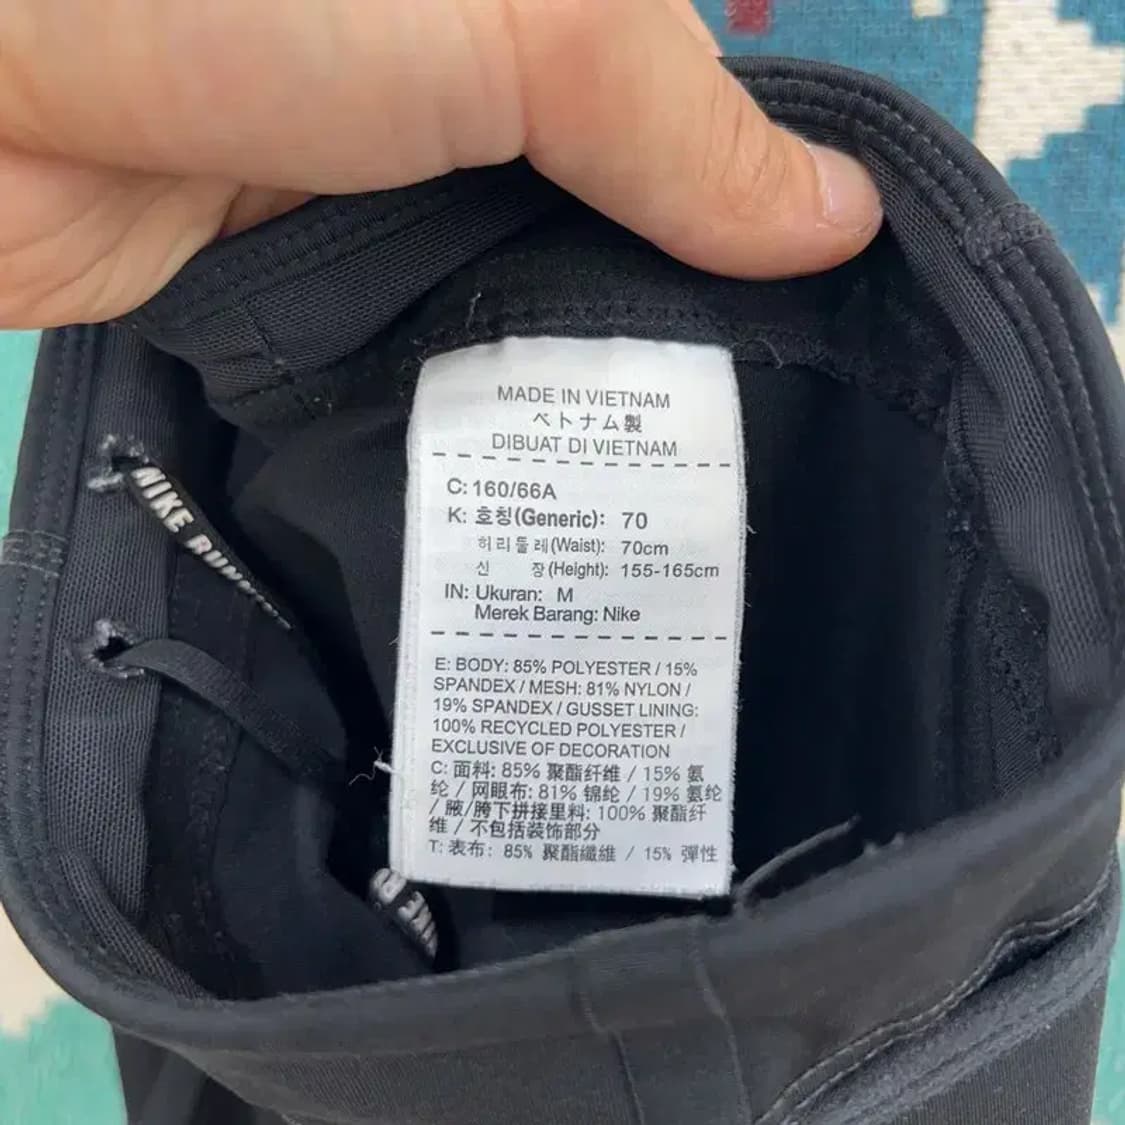 MADE IN VIETNAM
ベトナム製
DIBUAT DI VIETNAM
C: 160/66A
K: 호칭(Generic): 70
허리둘레(Waist): 70cm
신 장(Height): 155-165cm
IN: Ukuran: M
Merek Barang: Nike
E: BODY: 85% POLYESTER / 15%
SPANDEX / MESH: 81% NYLON /
19% SPANDEX / GUSSET LINING:
100% RECYCLED POLYESTER /
EXCLUSIVE OF DECORATION
C: 面料: 85% 聚酯纤维 / 15% 氨
纶 / 网眼布: 81% 锦纶 / 19% 氨纶
/ 腋/胯下拼接里料: 100% 聚酯纤
维 / 不包括装饰部分
T: 表布: 85% 聚酯纖維 / 15% 彈性
NIKE